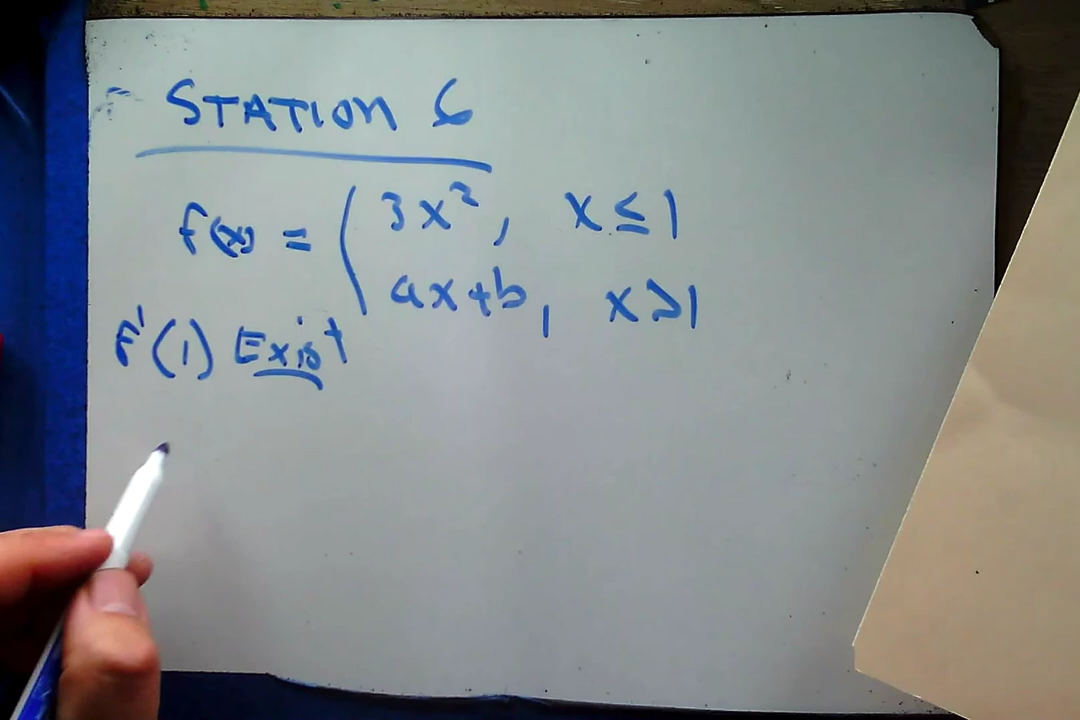 STATION 6
f(x) = { 3x², x ≤ 1
ax+b, x > 1
f'(1) Exist